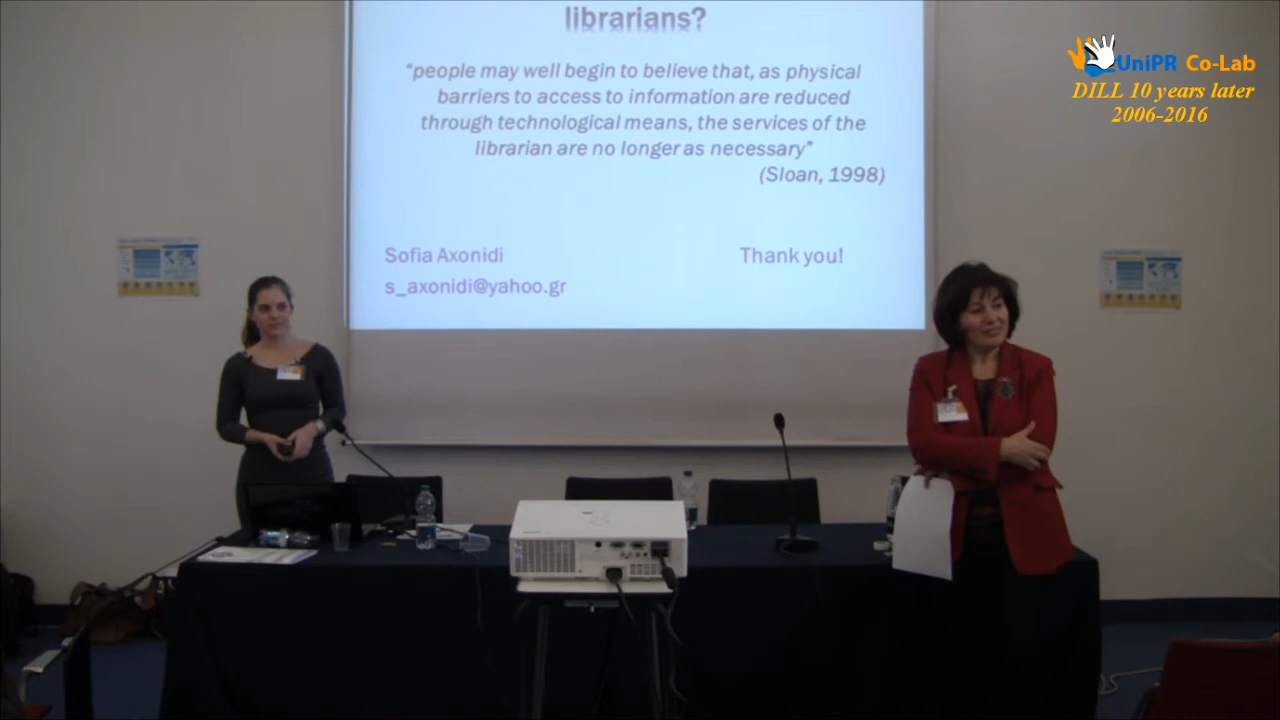 librarians?
“people may well begin to believe that, as physical
barriers to access to information are reduced
through technological means, the services of the
librarian are no longer as necessary”
(Sloan, 1998)
Sofia Axonidi
Thank you!
s_axonidi@yahoo.gr
UniPR Co-Lab
DILL 10 years later
2006-2016